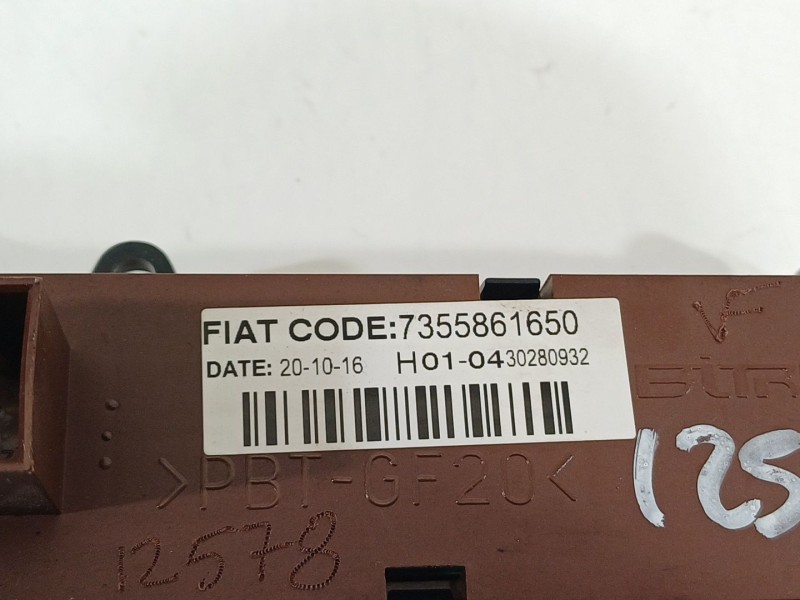 FIAT CODE:7355861650
DATE: 20-10-16 H01-0430280932
>PBT-GF20<
125
12578